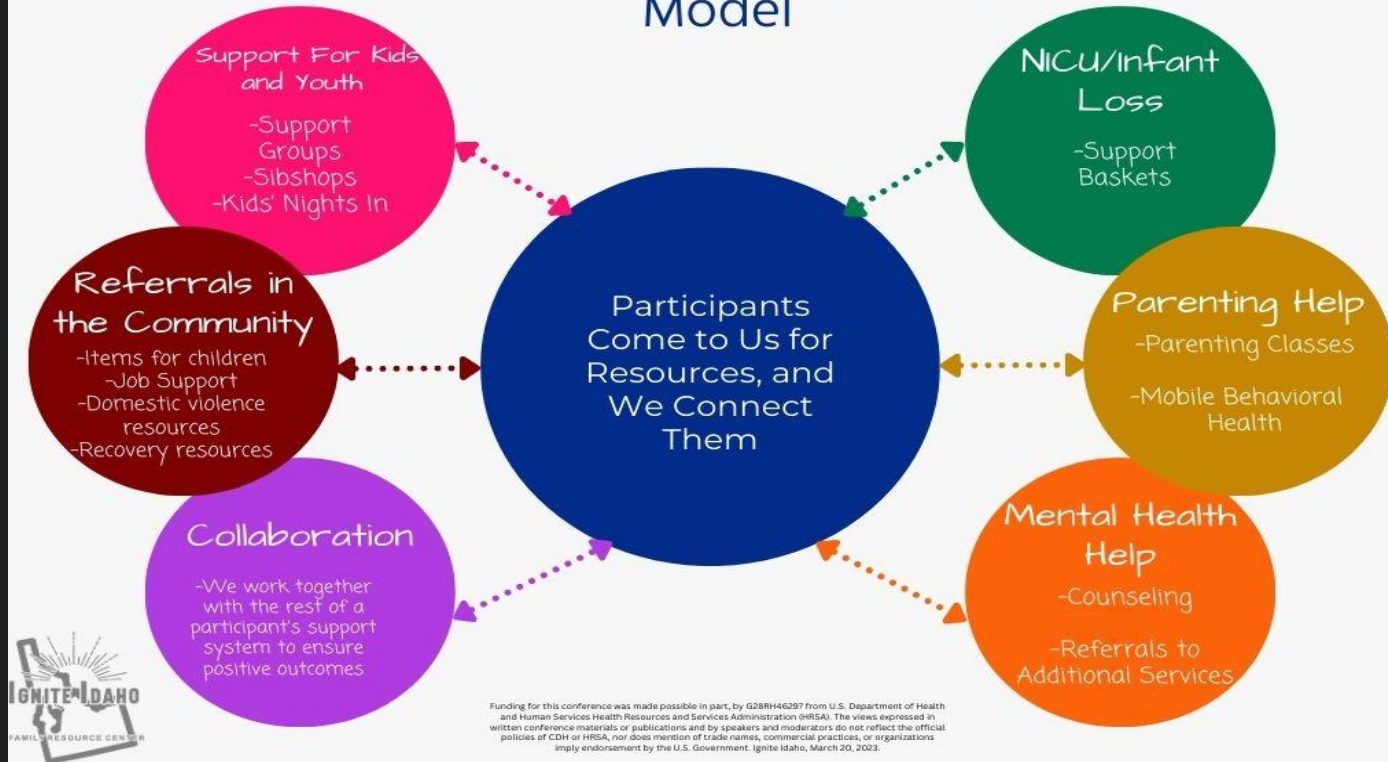 Model
Support For Kids
and Youth
-Support
Groups
-Sibshops
-Kids' Nights In
NICU/Infant
Loss
-Support
Baskets
Referrals in
the Community
-Items for children
-Job Support
-Domestic violence
resources
-Recovery resources
Participants
Come to Us for
Resources, and
We Connect
Them
Parenting Help
-Parenting Classes
-Mobile Behavioral
Health
Collaboration
-We work together
with the rest of a
participant's support
system to ensure
positive outcomes
Mental Health
Help
-Counseling
-Referrals to
Additional Services
IGNITE IDAHO
FAMILY RESOURCE CENTER
Funding for this conference was made possible in part, by G28RH46297 from U.S. Department of Health
and Human Services Health Resources and Services Administration (HRSA). The views expressed in
written conference materials or publications and by speakers and moderators do not reflect the official
policies of CDH or HRSA, nor does mention of trade names, commercial practices, or organizations
imply endorsement by the U.S. Government. Ignite Idaho, March 20, 2023.